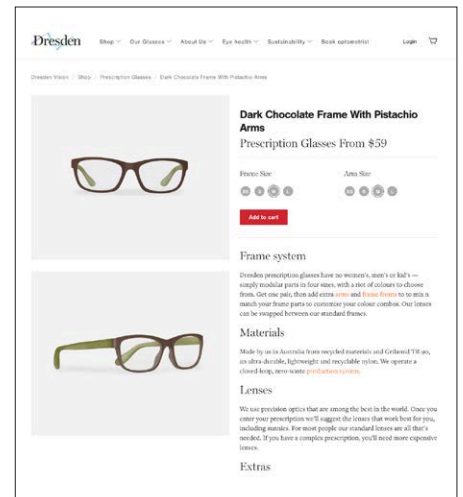 Dresden
Shop
Our Glasses
About Us
Eye health
Sustainability
Book optometrist
Login
Dresden Vision / Shop / Prescription Glasses / Dark Chocolate Frame With Pistachio Arms
Dark Chocolate Frame With Pistachio
Arms
Prescription Glasses From $59
Frame Size
Arm Size
XS S M L
XS S M L
Add to cart
Frame system
Dresden prescription glasses have no women's, men's or kid's —
simply modular parts in four sizes, with a riot of colours to choose
from. Get one pair, then add extra arms and frame fronts to to mix n
match your frame parts to customize your colour combos. Our lenses
can be swapped between our standard frames.
Materials
Made by us in Australia from recycled materials and Grilamid TR-90,
an ultra-durable, lightweight and recyclable nylon. We operate a
closed-loop, zero-waste production system.
Lenses
We use precision optics that are among the best in the world. Once you
enter your prescription we'll suggest the lenses that work best for you,
including sunnies. For most people our standard lenses are all that's
needed. If you have a complex prescription, you'll need more expensive
lenses.
Extras